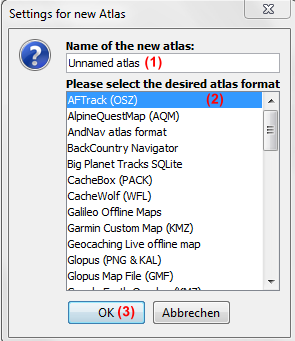 Settings for new Atlas
Name of the new atlas:
Unnamed atlas (1)
Please select the desired atlas format
AFTrack (OSZ) (2)
AlpineQuestMap (AQM)
AndNav atlas format
BackCountry Navigator
Big Planet Tracks SQLite
CacheBox (PACK)
CacheWolf (WFL)
Galileo Offline Maps
Garmin Custom Map (KMZ)
Geocaching Live offline map
Glopus (PNG & KAL)
Glopus Map File (GMF)
OK (3) Abbrechen